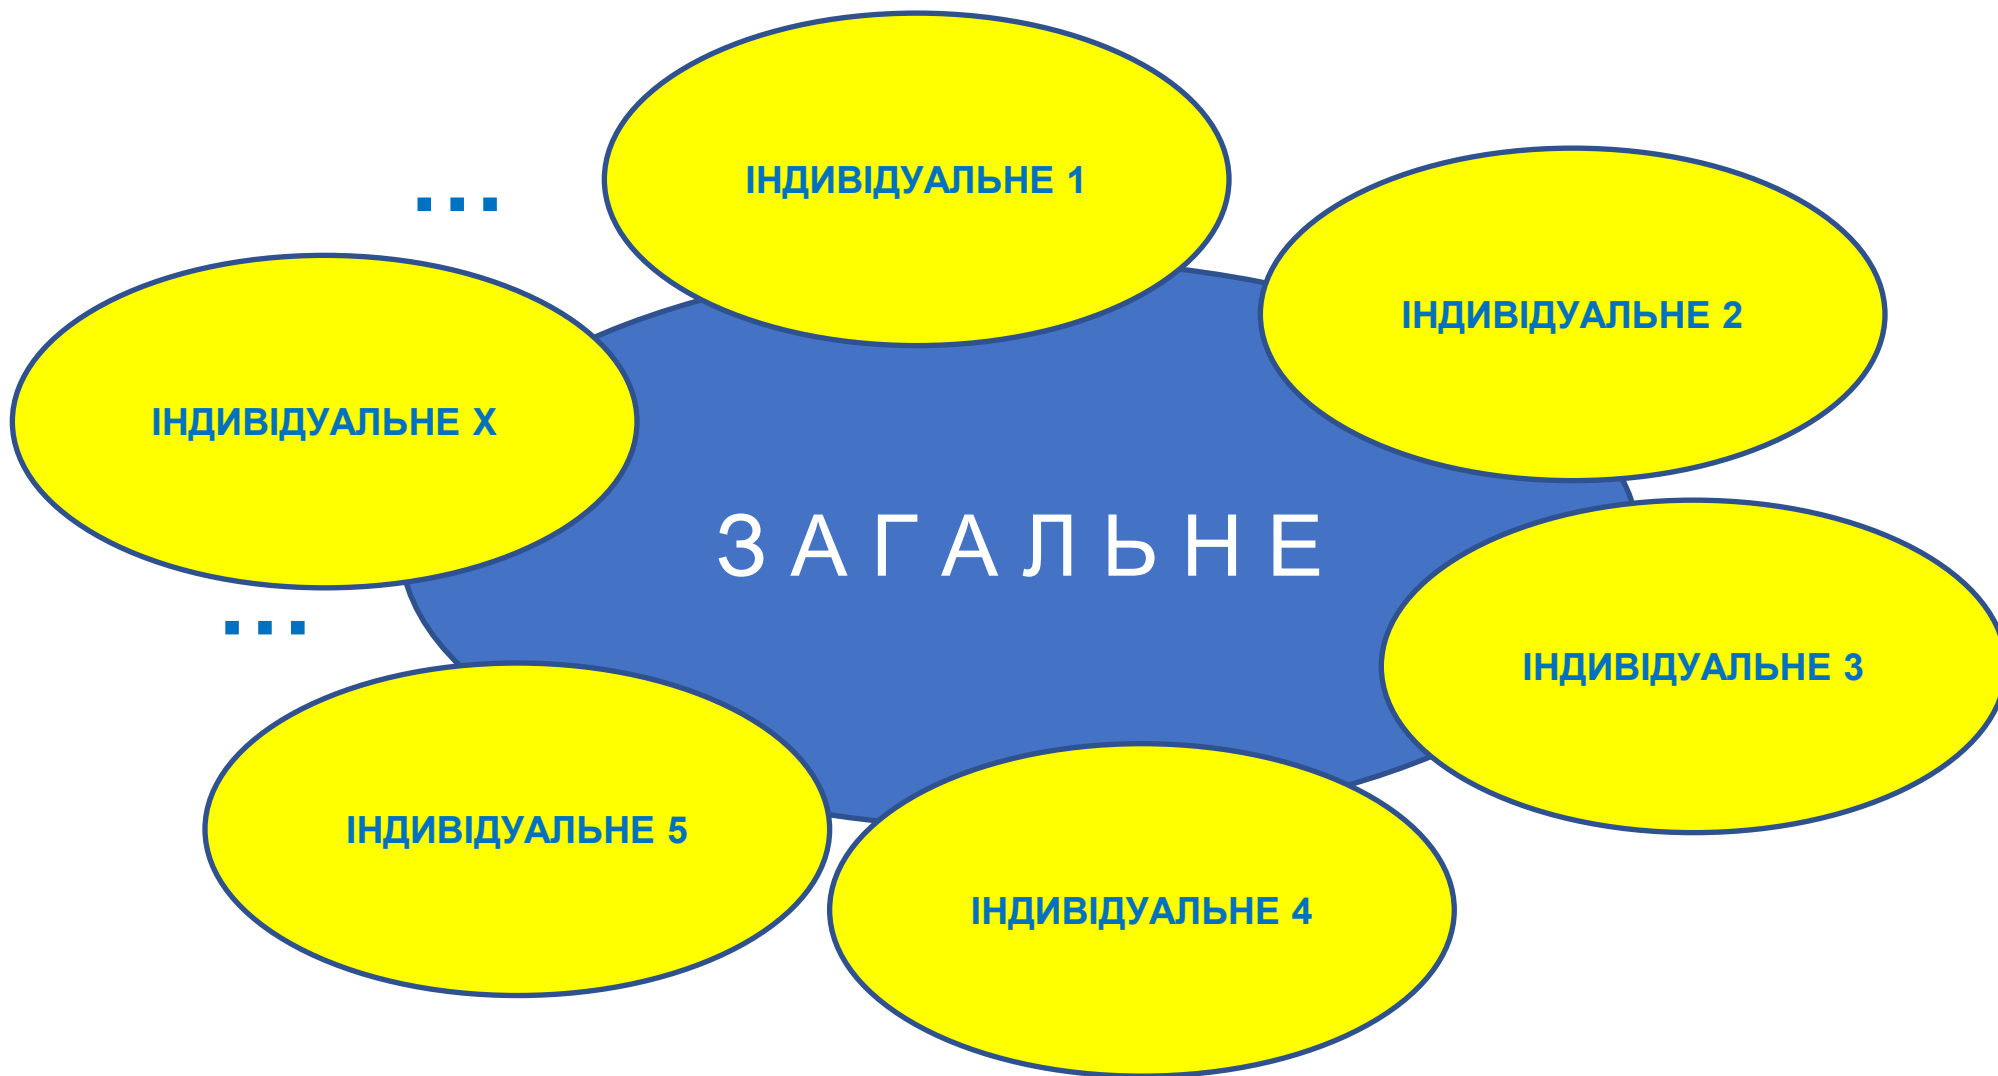 ІНДИВІДУАЛЬНЕ 1
...
ІНДИВІДУАЛЬНЕ 2
ІНДИВІДУАЛЬНЕ Х
З А Г А Л Ь Н Е
...
ІНДИВІДУАЛЬНЕ 3
ІНДИВІДУАЛЬНЕ 5
ІНДИВІДУАЛЬНЕ 4